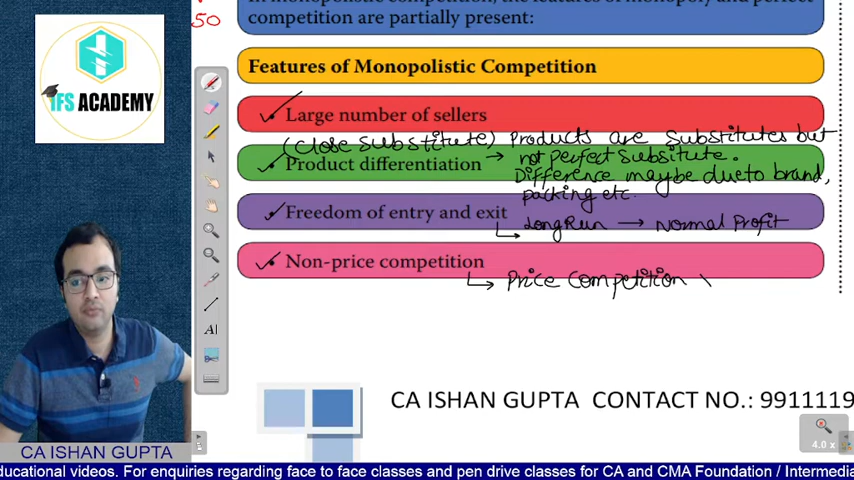 In monopolistic competition, the features of monopoly and perfect
50
competition are partially present:
IFS ACADEMY
Features of Monopolistic Competition
Large number of sellers
(Close Substitute) Products are substitutes but
not perfect Subsitute.
Product differentiation
Difference maybe due to brand,
packing etc.
Freedom of entry and exit
Long Run → Normal Profit
Non-price competition
Price Competition
CA ISHAN GUPTA CONTACT NO.: 9911119
A
4.0 x
CA ISHAN GUPTA
ducational videos. For enquiries regarding face to face classes and pen drive classes for CA and CMA Foundation / Intermedia